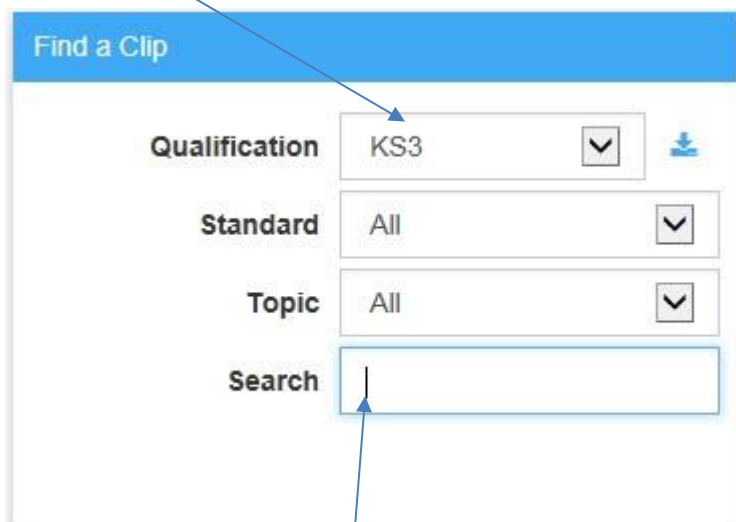 Find a Clip
Qualification KS3
Standard All
Topic All
Search